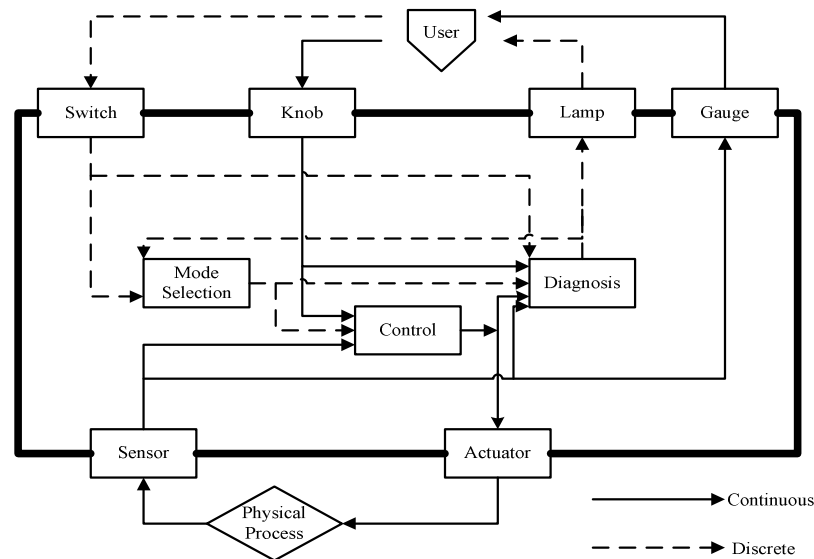 User
Switch
Knob
Lamp
Gauge
Mode
Selection
Diagnosis
Control
Sensor
Actuator
Physical
Process
Continuous
Discrete